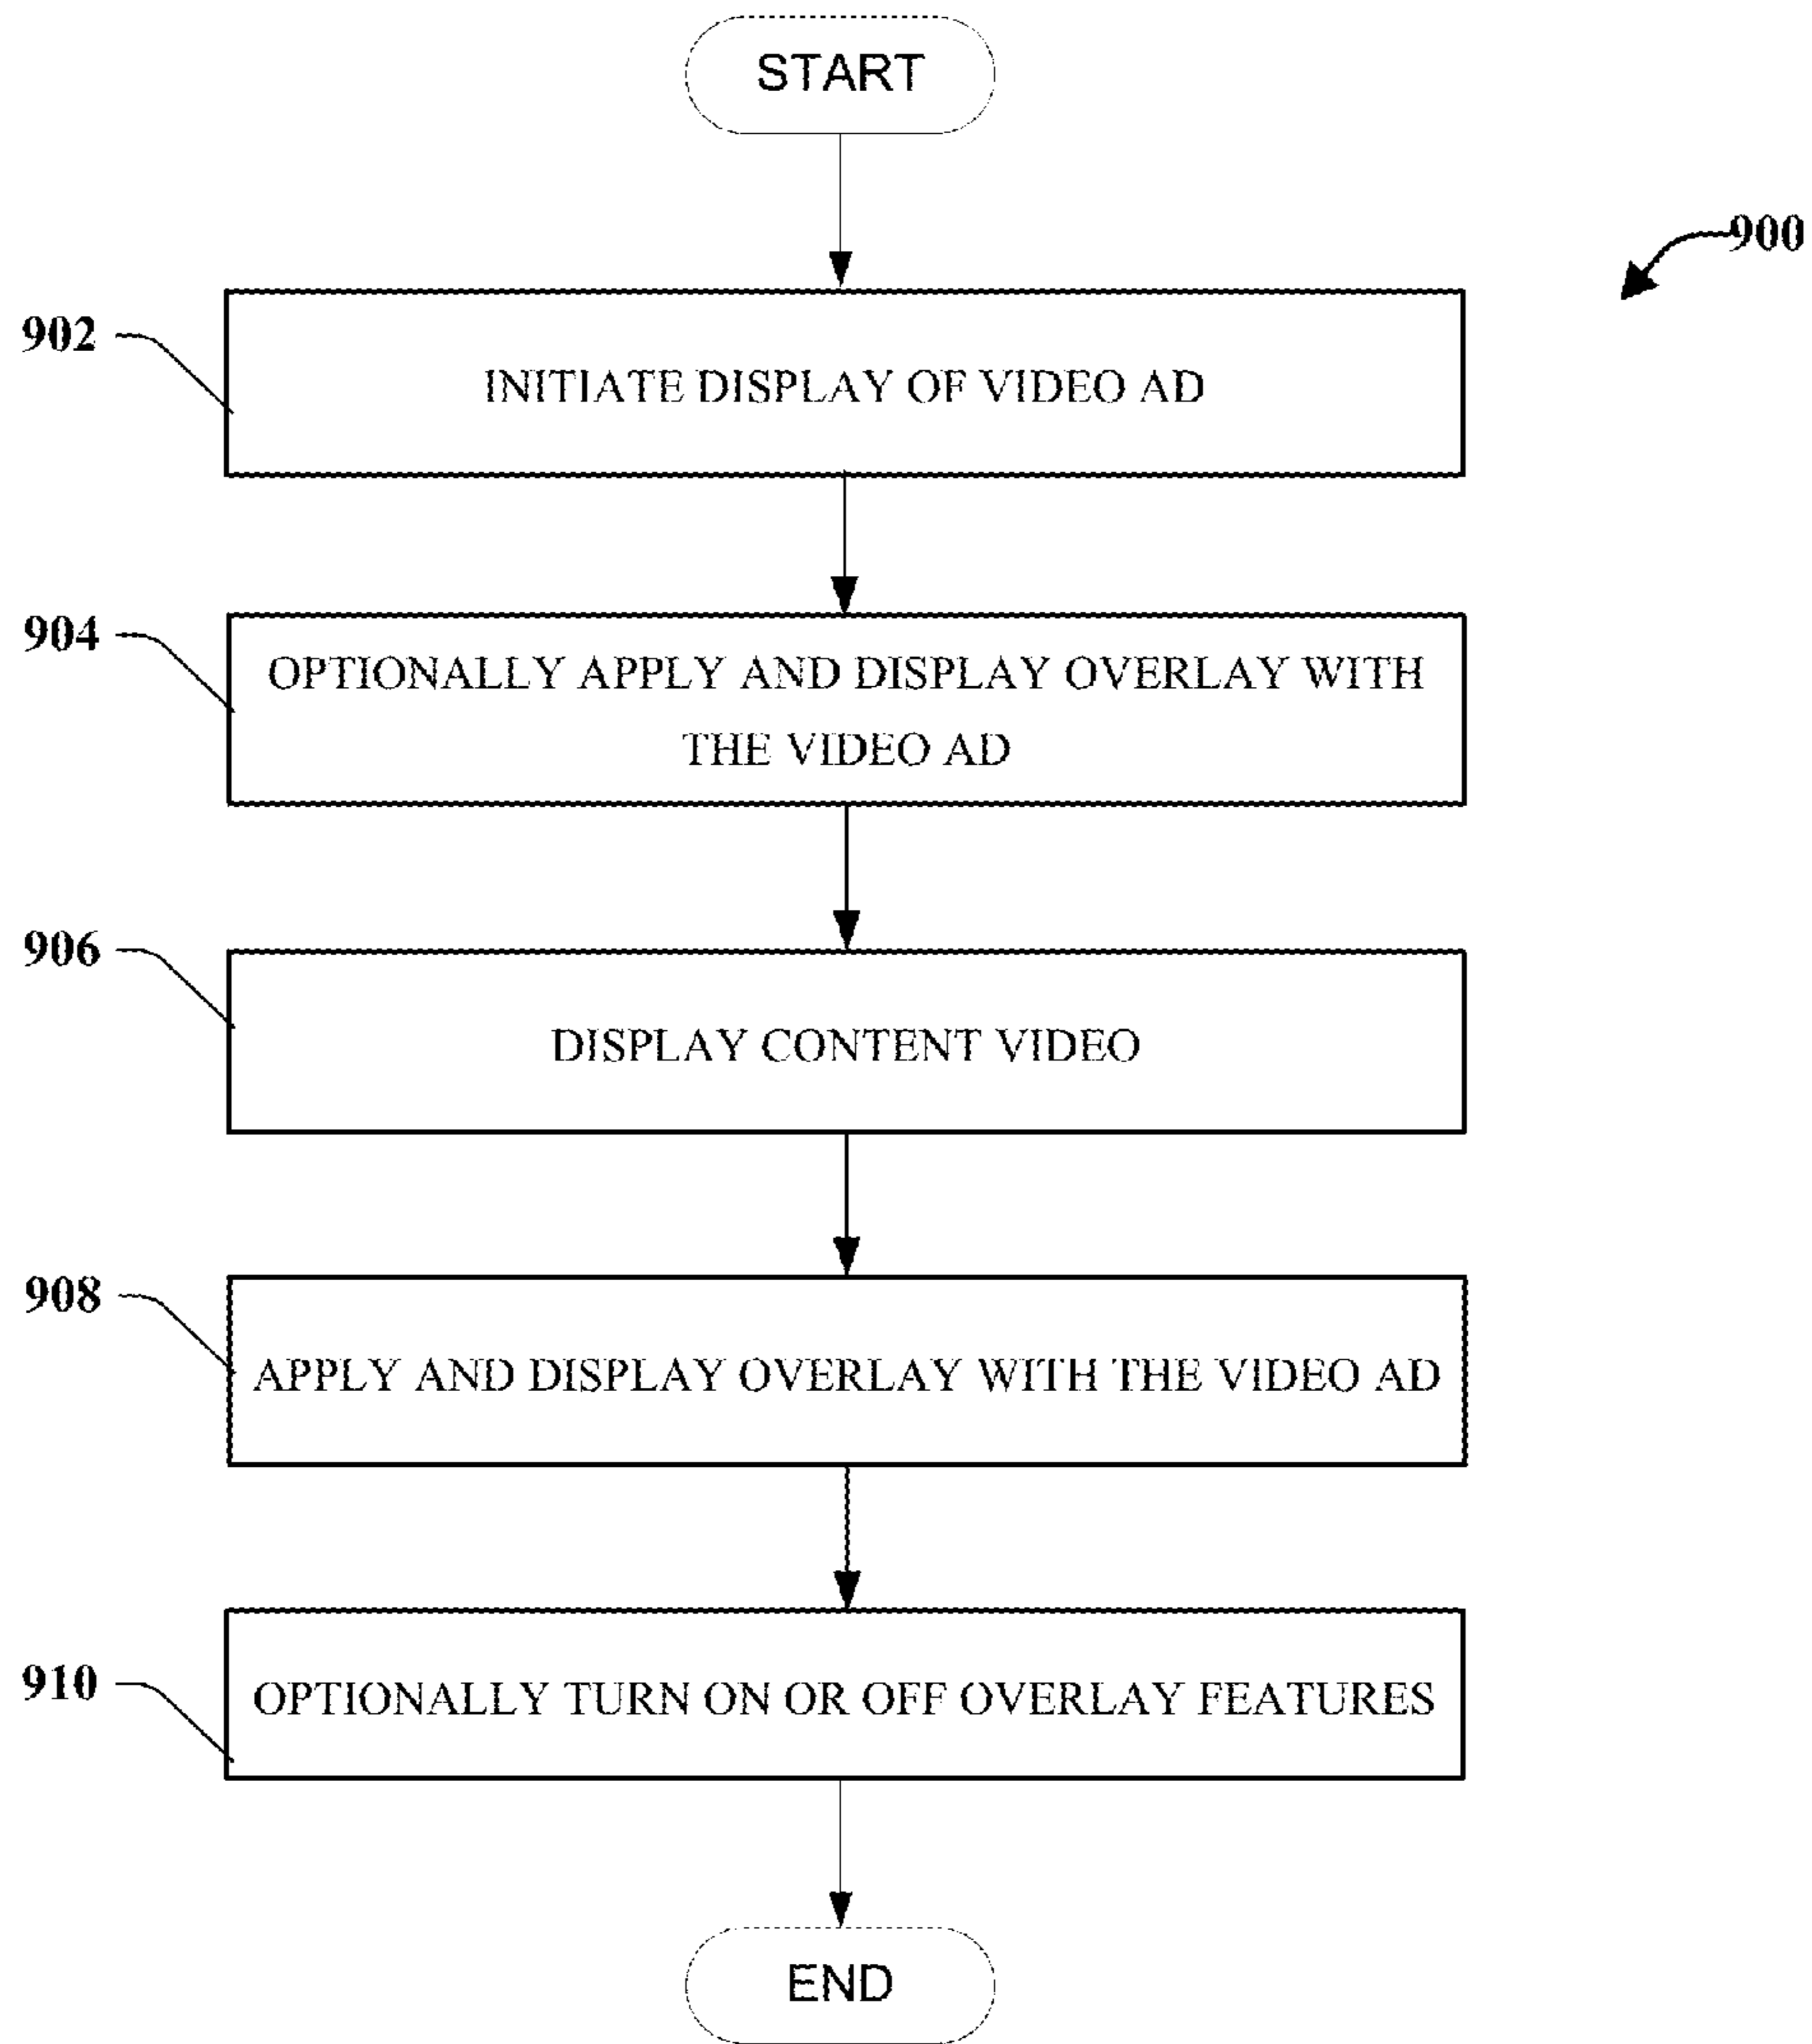 START
900
902
INITIATE DISPLAY OF VIDEO AD
904
OPTIONALLY APPLY AND DISPLAY OVERLAY WITH
THE VIDEO AD
906
DISPLAY CONTENT VIDEO
908
APPLY AND DISPLAY OVERLAY WITH THE VIDEO AD
910
OPTIONALLY TURN ON OR OFF OVERLAY FEATURES
END